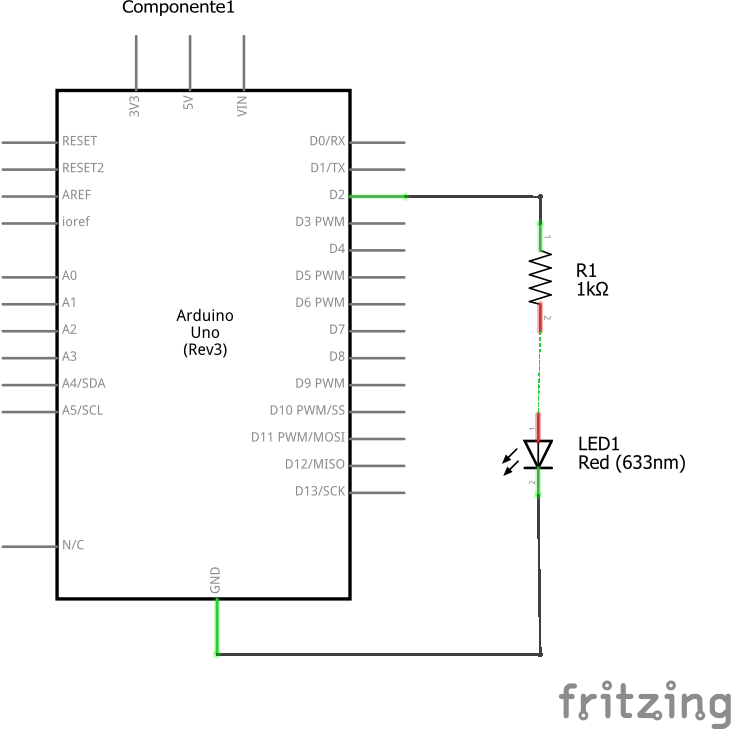 Componente1
3V3
5V
VIN
RESET
RESET2
AREF
ioref
A0
A1
A2
A3
A4/SDA
A5/SCL
N/C
Arduino
Uno
(Rev3)
D0/RX
D1/TX
D2
D3 PWM
D4
D5 PWM
D6 PWM
D7
D8
D9 PWM
D10 PWM/SS
D11 PWM/MOSI
D12/MISO
D13/SCK
GND
1
R1
1kΩ
2
1
LED1
Red (633nm)
2
fritzing